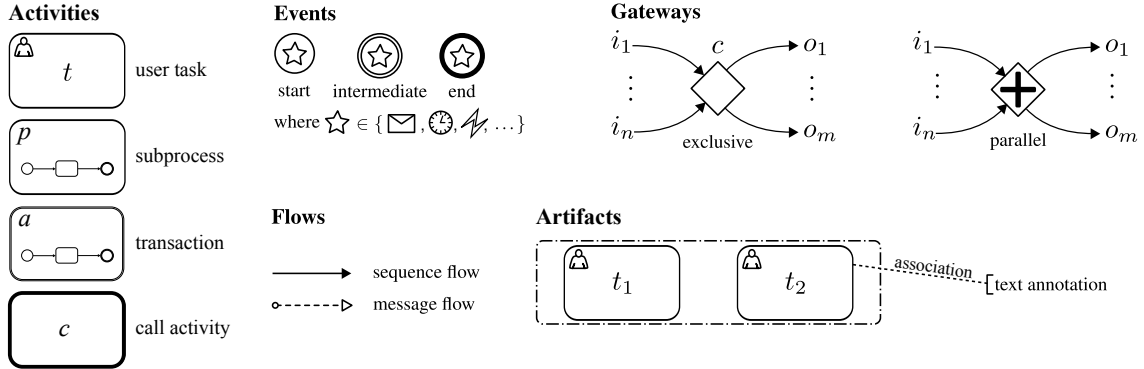 Activities
t
user task
p
subprocess
a
transaction
c
call activity
Events
start intermediate end
where ∈ { , , , … }
Gateways
i1 c o1
⋮ ⋮
in om
exclusive
i1 o1
⋮ ⋮
in om
parallel
Flows
sequence flow
message flow
Artifacts
t1 t2
association
text annotation